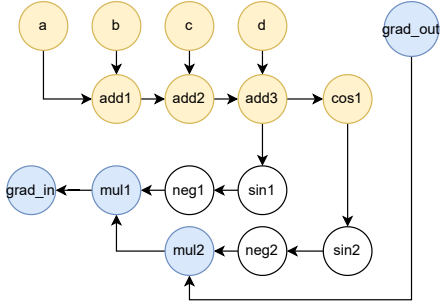 a
b
c
d
grad_out
add1
add2
add3
cos1
grad_in
mul1
neg1
sin1
mul2
neg2
sin2